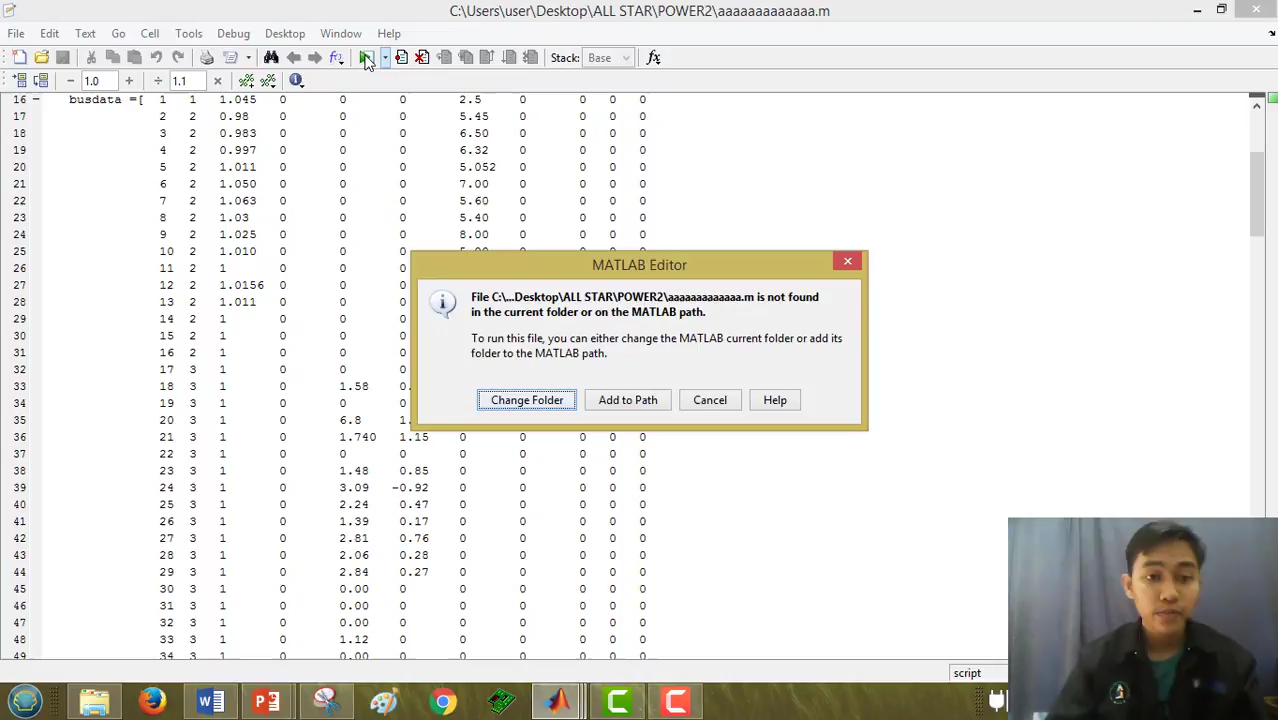 C:\Users\user\Desktop\ALL STAR\POWER2\aaaaaaaaaaaaa.m
File Edit Text Go Cell Tools Debug Desktop Window Help
Stack: Base fx
− 1.0 + ÷ 1.1 ×
16 − busdata =[ 1 1 1.045 0 0 0 2.5 0 0 0 0
17 2 2 0.98 0 0 0 5.45 0 0 0 0
18 3 2 0.983 0 0 0 6.50 0 0 0 0
19 4 2 0.997 0 0 0 6.32 0 0 0 0
20 5 2 1.011 0 0 0 5.052 0 0 0 0
21 6 2 1.050 0 0 0 7.00 0 0 0 0
22 7 2 1.063 0 0 0 5.60 0 0 0 0
23 8 2 1.03 0 0 0 5.40 0 0 0 0
24 9 2 1.025 0 0 0 8.00 0 0 0 0
25 10 2 1.010 0 0 0
26 11 2 1 0 0
27 12 2 1.0156 0 0
28 13 2 1.011 0 0
29 14 2 1 0 0
30 15 2 1 0 0
31 16 2 1 0 0
32 17 3 1 0 0
33 18 3 1 0 1.58
34 19 3 1 0 0
35 20 3 1 0 6.8
36 21 3 1 0 1.740 1.15 0 0 0 0 0
37 22 3 1 0 0 0 0 0 0 0 0
38 23 3 1 0 1.48 0.85 0 0 0 0 0
39 24 3 1 0 3.09 -0.92 0 0 0 0 0
40 25 3 1 0 2.24 0.47 0 0 0 0 0
41 26 3 1 0 1.39 0.17 0 0 0 0 0
42 27 3 1 0 2.81 0.76 0 0 0 0 0
43 28 3 1 0 2.06 0.28 0 0 0 0 0
44 29 3 1 0 2.84 0.27 0 0 0 0 0
45 30 3 1 0 0.00 0 0 0 0 0 0
46 31 3 1 0 0.00 0 0 0 0 0 0
47 32 3 1 0 0.00 0 0 0 0 0 0
48 33 3 1 0 1.12 0 0 0 0 0 0
49 34 3 1 0 0.00 0 0 0 0 0 0
MATLAB Editor
File C:\...Desktop\ALL STAR\POWER2\aaaaaaaaaaaaa.m is not found
in the current folder or on the MATLAB path.
To run this file, you can either change the MATLAB current folder or add its
folder to the MATLAB path.
Change Folder Add to Path Cancel Help
script